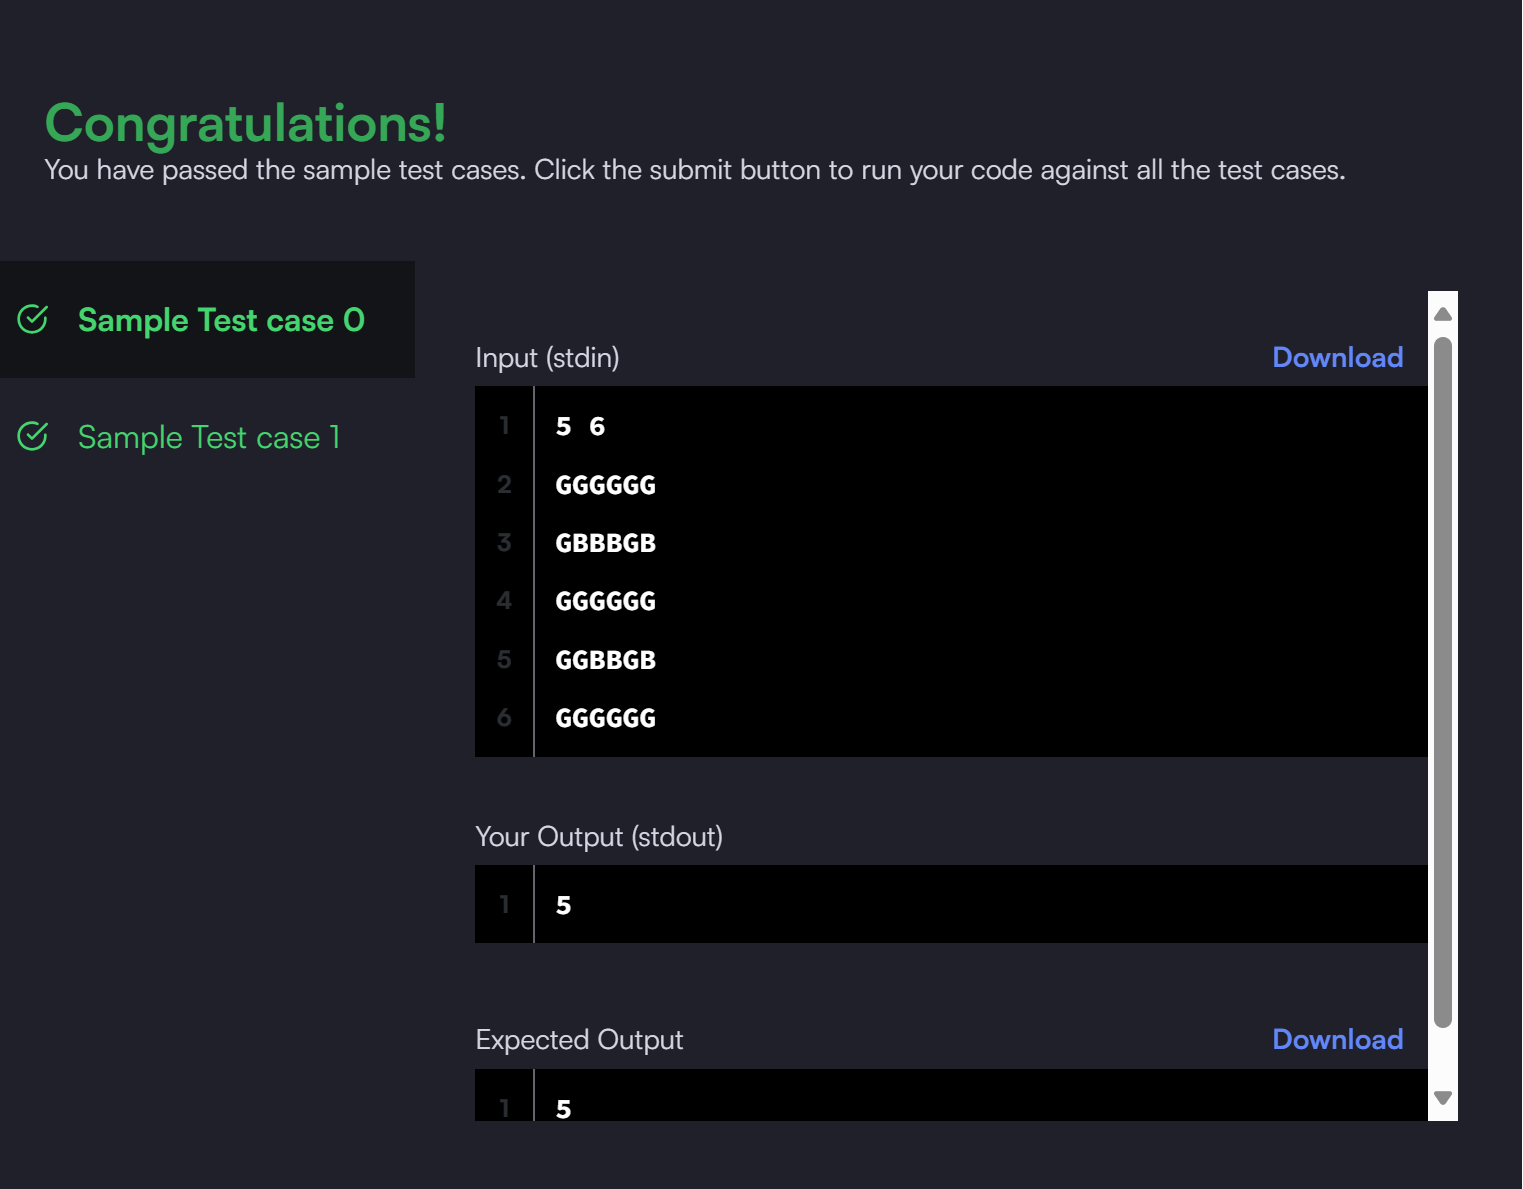 Congratulations!
You have passed the sample test cases. Click the submit button to run your code against all the test cases.
Sample Test case 0
Sample Test case 1
Input (stdin)
Download
1 5 6
2 GGGGGG
3 GBBBGB
4 GGGGGG
5 GGBBGB
6 GGGGGG
Your Output (stdout)
1 5
Expected Output
Download
1 5